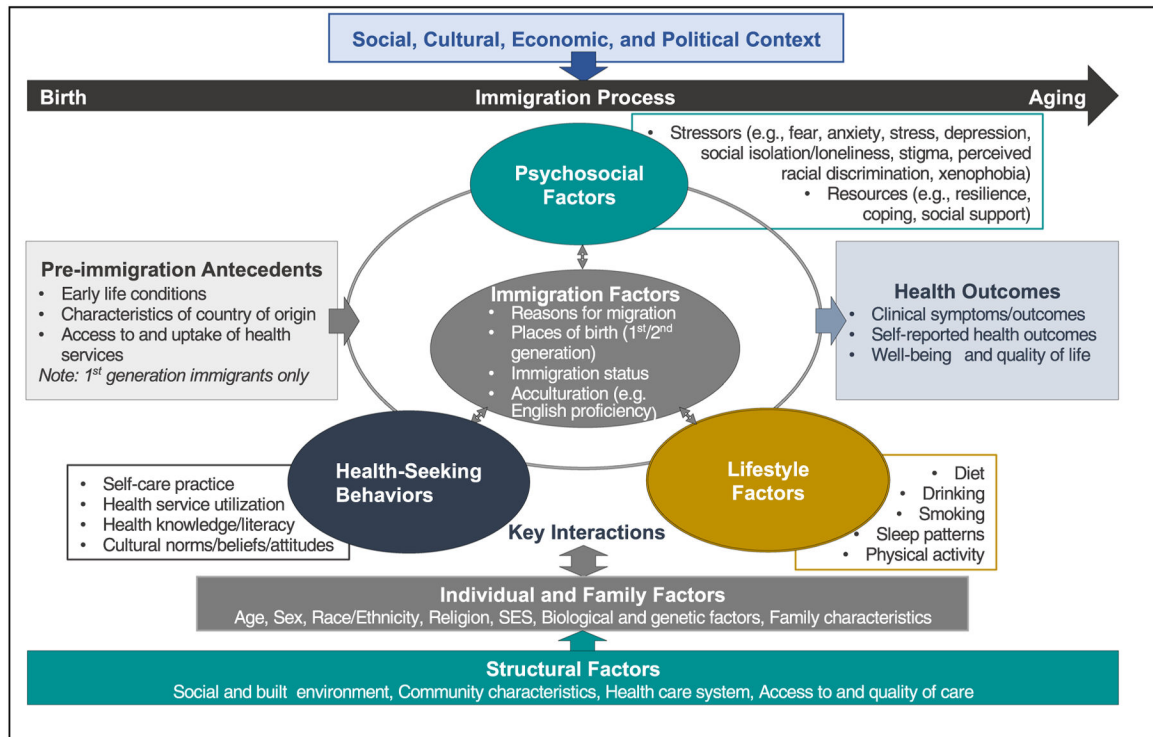 Social, Cultural, Economic, and Political Context
Birth
Immigration Process
Aging
Psychosocial
Factors
• Stressors (e.g., fear, anxiety, stress, depression,
social isolation/loneliness, stigma, perceived
racial discrimination, xenophobia)
• Resources (e.g., resilience,
coping, social support)
Pre-immigration Antecedents
• Early life conditions
• Characteristics of country of origin
• Access to and uptake of health
services
Note: 1st generation immigrants only
Immigration Factors
• Reasons for migration
• Places of birth (1st/2nd
generation)
• Immigration status
• Acculturation (e.g.
English proficiency)
Health Outcomes
• Clinical symptoms/outcomes
• Self-reported health outcomes
• Well-being and quality of life
• Self-care practice
• Health service utilization
• Health knowledge/literacy
• Cultural norms/beliefs/attitudes
Health-Seeking
Behaviors
Lifestyle
Factors
• Diet
• Drinking
• Smoking
• Sleep patterns
• Physical activity
Key Interactions
Individual and Family Factors
Age, Sex, Race/Ethnicity, Religion, SES, Biological and genetic factors, Family characteristics
Structural Factors
Social and built environment, Community characteristics, Health care system, Access to and quality of care